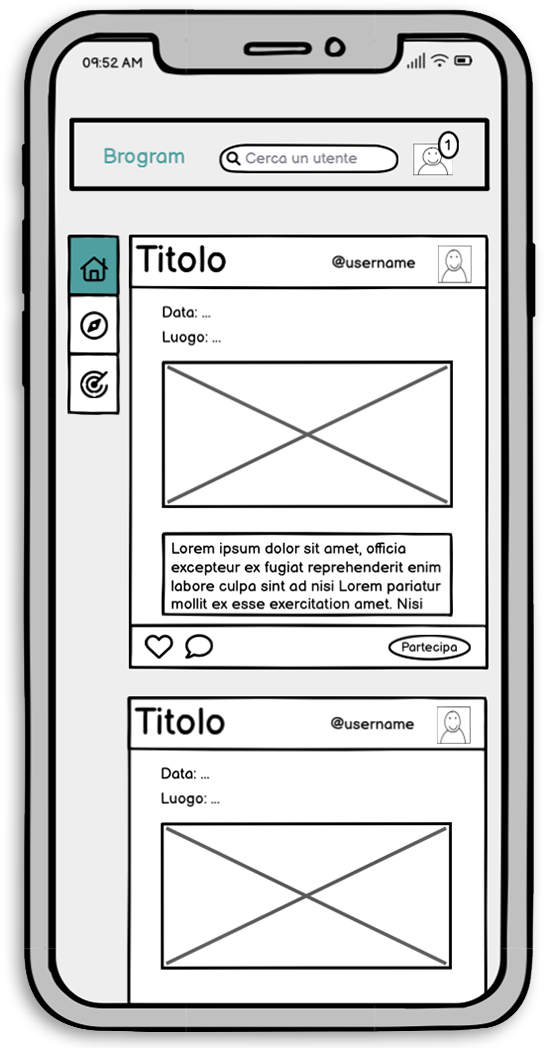 09:52 AM
Brogram
Cerca un utente
1
Titolo
@username
Data: ...
Luogo: ...
Lorem ipsum dolor sit amet, officia
excepteur ex fugiat reprehenderit enim
labore culpa sint ad nisi Lorem pariatur
mollit ex esse exercitation amet. Nisi
Partecipa
Titolo
@username
Data: ...
Luogo: ...